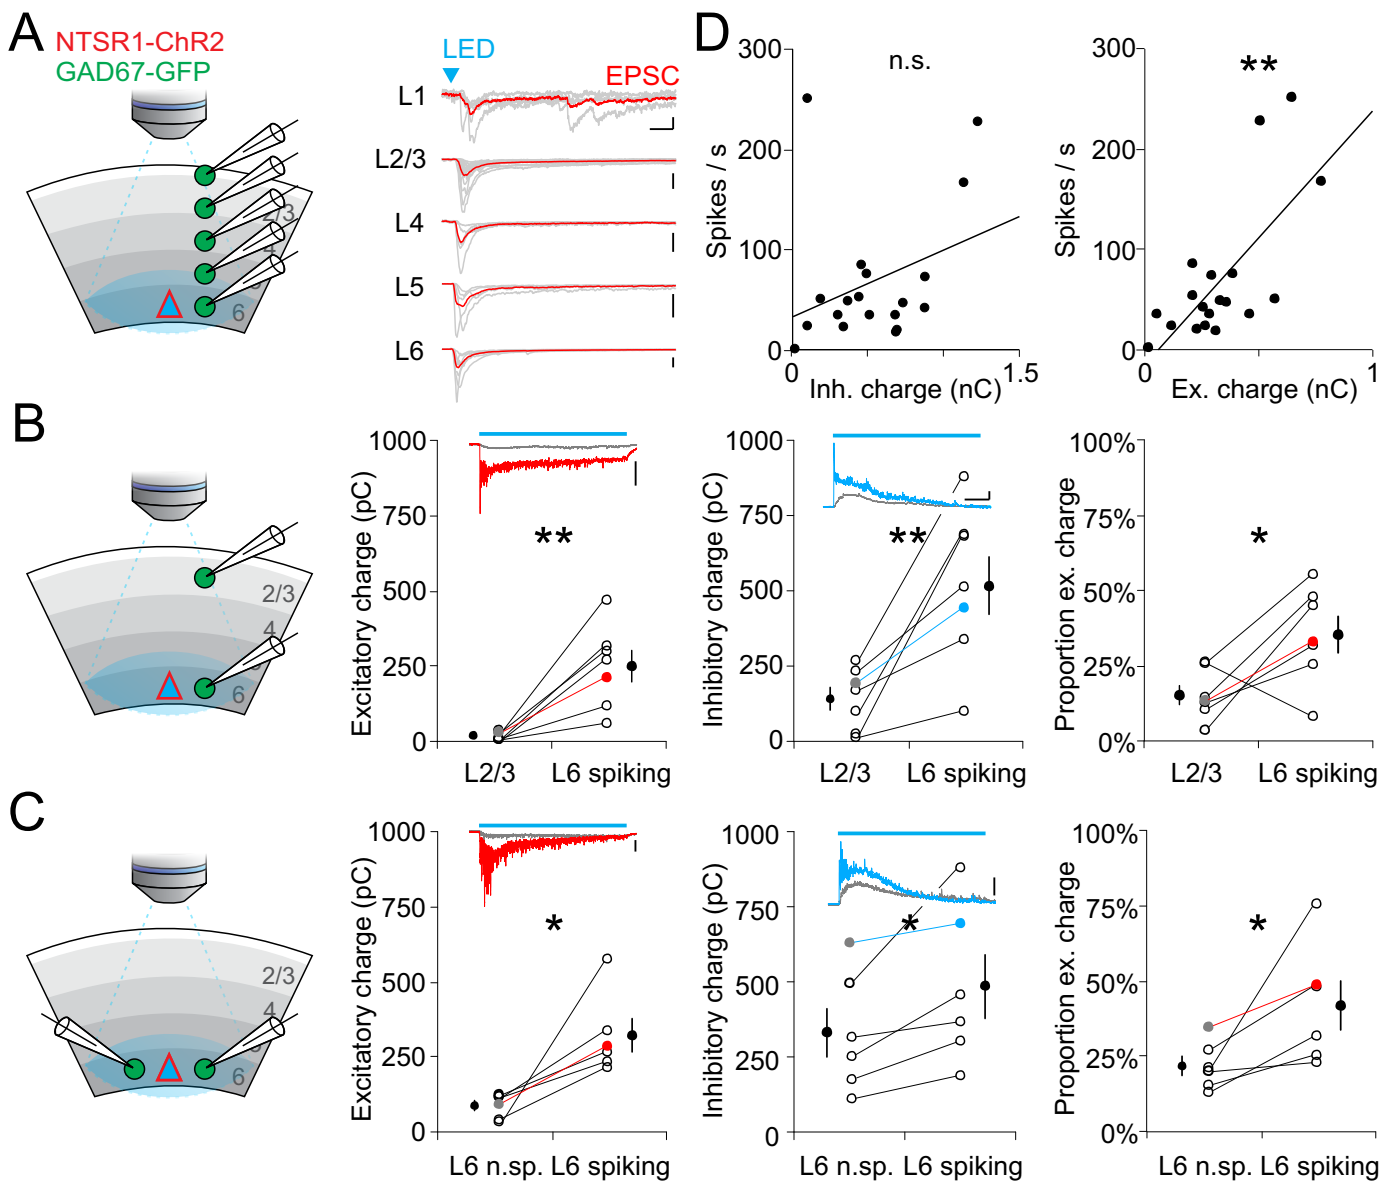 A
NTSR1-ChR2
GAD67-GFP
2/3
6
LED
EPSC
L1
L2/3
L4
L5
L6
D
300
200
100
0
Spikes / s
n.s.
0
1.5
Inh. charge (nC)
300
200
100
0
Spikes / s
**
0
1
Ex. charge (nC)
B
2/3
4
6
1000
750
500
250
0
Excitatory charge (pC)
**
L2/3 L6 spiking
1000
750
500
250
0
Inhibitory charge (pC)
**
L2/3 L6 spiking
100%
75%
50%
25%
0%
Proportion ex. charge
*
L2/3 L6 spiking
C
2/3
4
6
1000
750
500
250
0
Excitatory charge (pC)
*
L6 n.sp. L6 spiking
1000
750
500
250
0
Inhibitory charge (pC)
*
L6 n.sp. L6 spiking
100%
75%
50%
25%
0%
Proportion ex. charge
*
L6 n.sp. L6 spiking